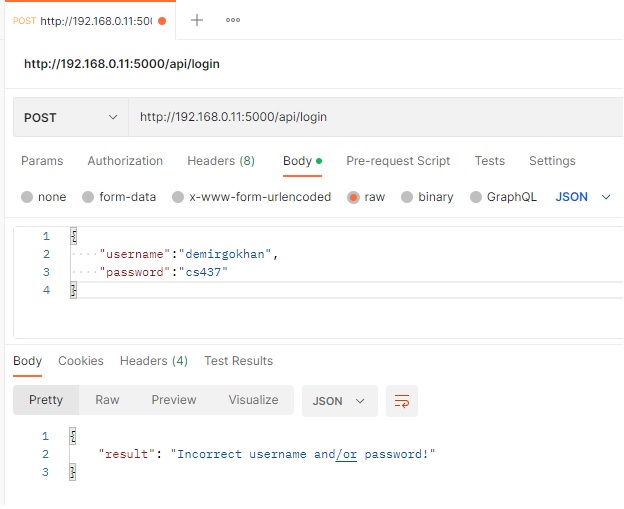 POST http://192.168.0.11:500
http://192.168.0.11:5000/api/login
POST http://192.168.0.11:5000/api/login
Params Authorization Headers (8) Body Pre-request Script Tests Settings
none form-data x-www-form-urlencoded raw binary GraphQL JSON
1 {
2 "username":"demirgokhan",
3 "password":"cs437"
4 }
Body Cookies Headers (4) Test Results
Pretty Raw Preview Visualize JSON
1 {
2 "result": "Incorrect username and/or password!"
3 }